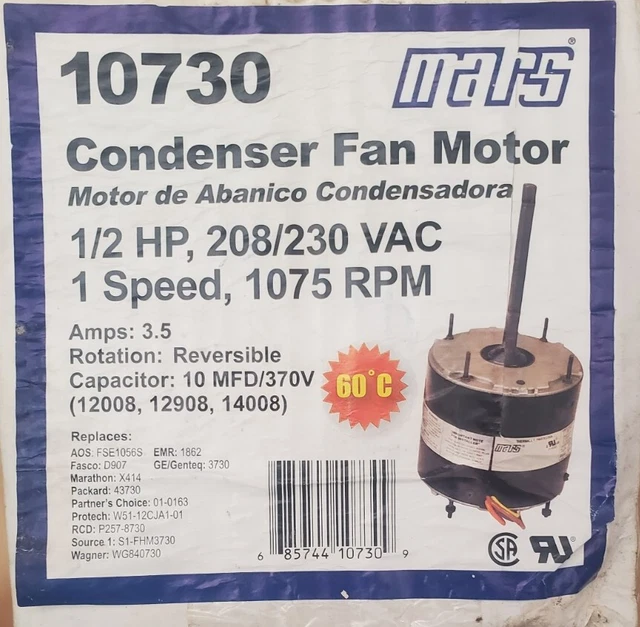 10730
mars®
Condenser Fan Motor
Motor de Abanico Condensadora
1/2 HP, 208/230 VAC
1 Speed, 1075 RPM
Amps: 3.5
Rotation: Reversible
Capacitor: 10 MFD/370V
(12008, 12908, 14008)
60°C
Replaces:
AOS: FSE1056S EMR: 1862
Fasco: D907 GE/Genteq: 3730
Marathon: X414
Packard: 43730
Partner's Choice: 01-0163
Protech: W51-12CJA1-01
RCD: P257-8730
Source 1: S1-FHM3730
Wagner: WG840730
6 85744 10730 9
mars
SA
RU